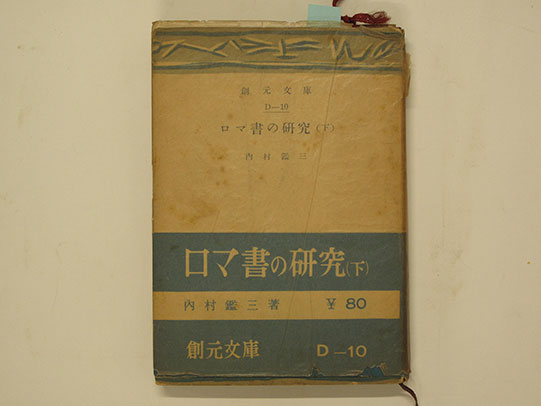 創元文庫
D—10
ロマ書の研究(下)
内村鑑三
ロマ書の研究(下)
内村鑑三著 ¥80
創元文庫 D—10